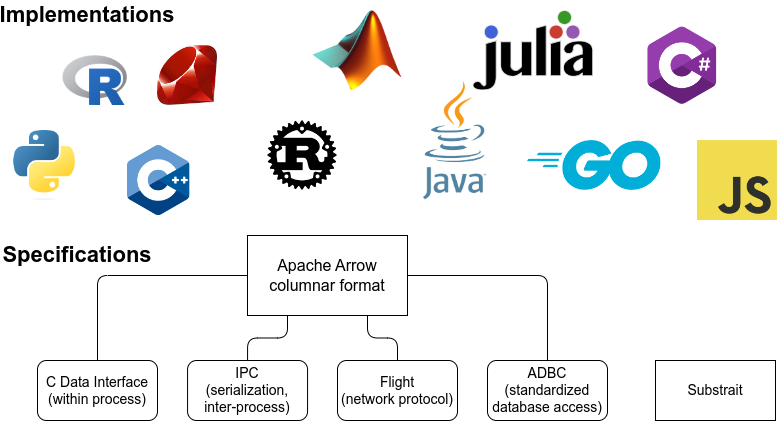 Implementations
R
julia
C#
C++
R
Java
GO
JS
Specifications
Apache Arrow
columnar format
C Data Interface
(within process)
IPC
(serialization,
inter-process)
Flight
(network protocol)
ADBC
(standardized
database access)
Substrait